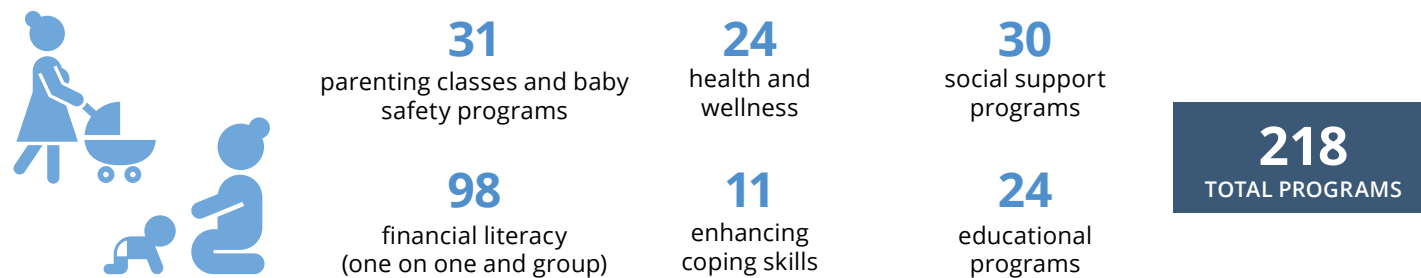 31
parenting classes and baby
safety programs
24
health and
wellness
30
social support
programs
98
financial literacy
(one on one and group)
11
enhancing
coping skills
24
educational
programs
218
TOTAL PROGRAMS